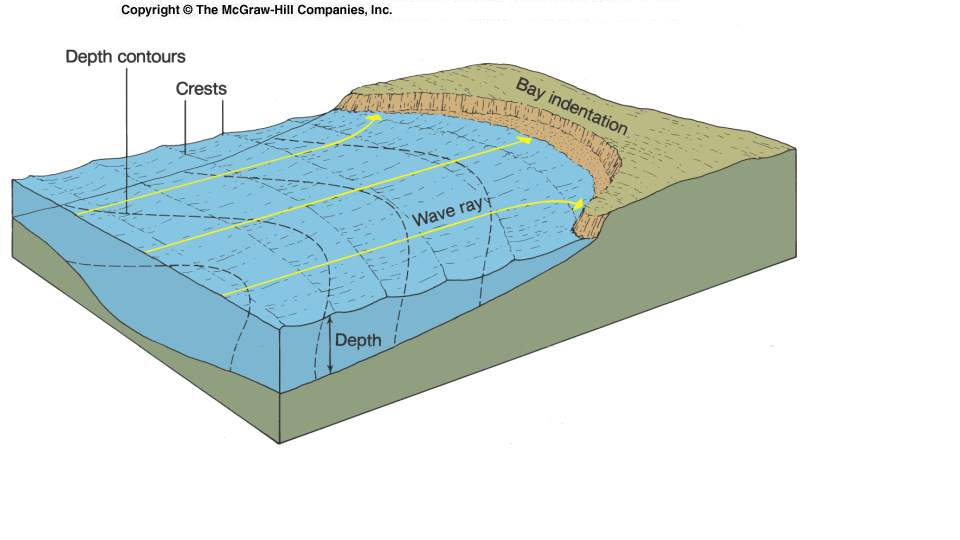 Copyright © The McGraw-Hill Companies, Inc.
Depth contours
Crests
Bay indentation
Wave ray
Depth